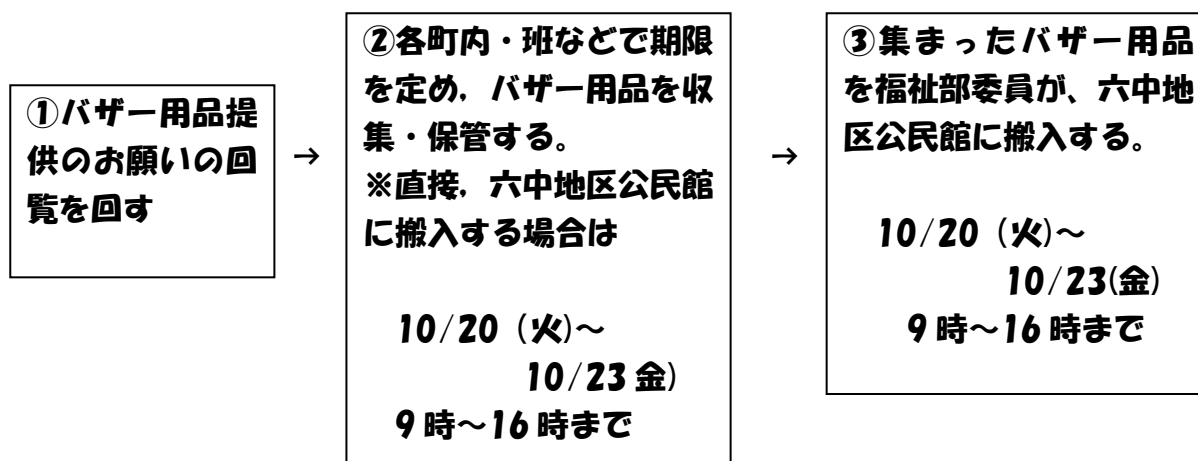 ①バザー用品提
供のお願いの回
覧を回す
→
②各町内・班などで期限
を定め，バザー用品を収
集・保管する。
※直接，六中地区公民館
に搬入する場合は
10/20（火)～
10/23 金)
9 時～16 時まで
→
③集まったバザー用品
を福祉部委員が、六中地
区公民館に搬入する。
10/20（火)～
10/23(金)
9 時～16 時まで